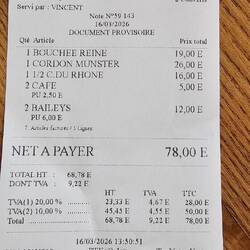 Servi par : VINCENT
Note N°59 143
16/03/2026
DOCUMENT PROVISOIRE
Qté Article Prix total
1 BOUCHEE REINE 19,00 E
1 CORDON MUNSTER 26,00 E
1 1/2 C.DU RHONE 16,00 E
2 CAFE 5,00 E
PU 2,50 E
2 BAILEYS 12,00 E
PU 6,00 E
7 Articles factures / 5 Lignes
NET A PAYER 78,00 E
TOTAL HT : 68,78 E
DONT TVA : 9,22 E
HT TVA TTC
TVA(1) 20,00 % 23,33 E 4,67 E 28,00 E
TVA(2) 10,00 % 45,45 E 4,55 E 50,00 E
Total 68,78 E 9,22 E 78,00 E
16/03/2026 13:50:51